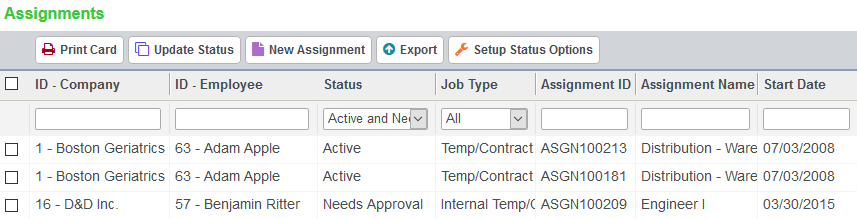 Assignments
Print Card Update Status New Assignment Export Setup Status Options
ID - Company ID - Employee Status Job Type Assignment ID Assignment Name Start Date
Active and Nee All
1 - Boston Geriatrics 63 - Adam Apple Active Temp/Contract ASGN100213 Distribution - Ware 07/03/2008
1 - Boston Geriatrics 63 - Adam Apple Active Temp/Contract ASGN100181 Distribution - Ware 07/03/2008
16 - D&D Inc. 57 - Benjamin Ritter Needs Approval Internal Temp/C ASGN100209 Engineer I 03/30/2015